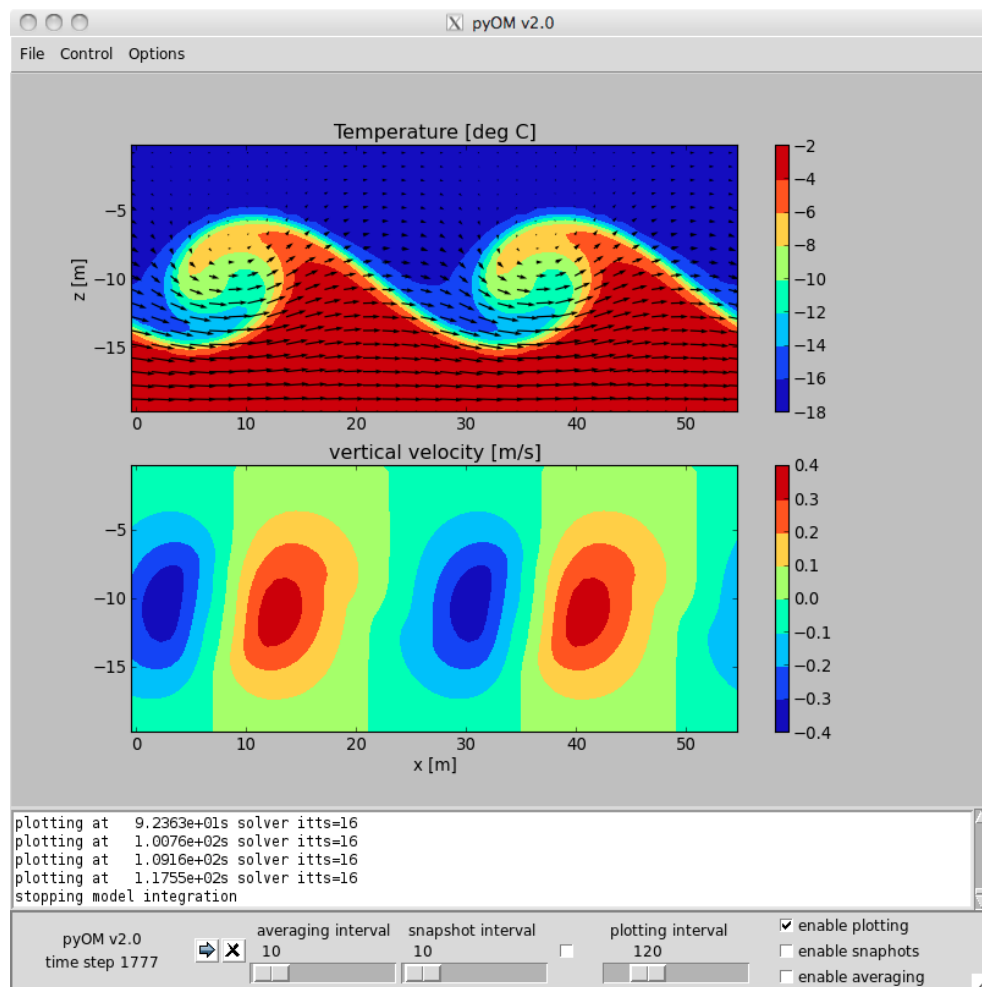 pyOM v2.0
File Control Options
Temperature [deg C]
−2
−4
−6
−8
−10
−12
−14
−16
−18
−5
−10
−15
z [m]
0 10 20 30 40 50
vertical velocity [m/s]
0.4
0.3
0.2
0.1
0.0
−0.1
−0.2
−0.3
−0.4
−5
−10
−15
0 10 20 30 40 50
x [m]
plotting at 9.2363e+01s solver itts=16
plotting at 1.0076e+02s solver itts=16
plotting at 1.0916e+02s solver itts=16
plotting at 1.1755e+02s solver itts=16
stopping model integration
pyOM v2.0
time step 1777
averaging interval
10
snapshot interval
10
plotting interval
120
enable plotting
enable snaphots
enable averaging